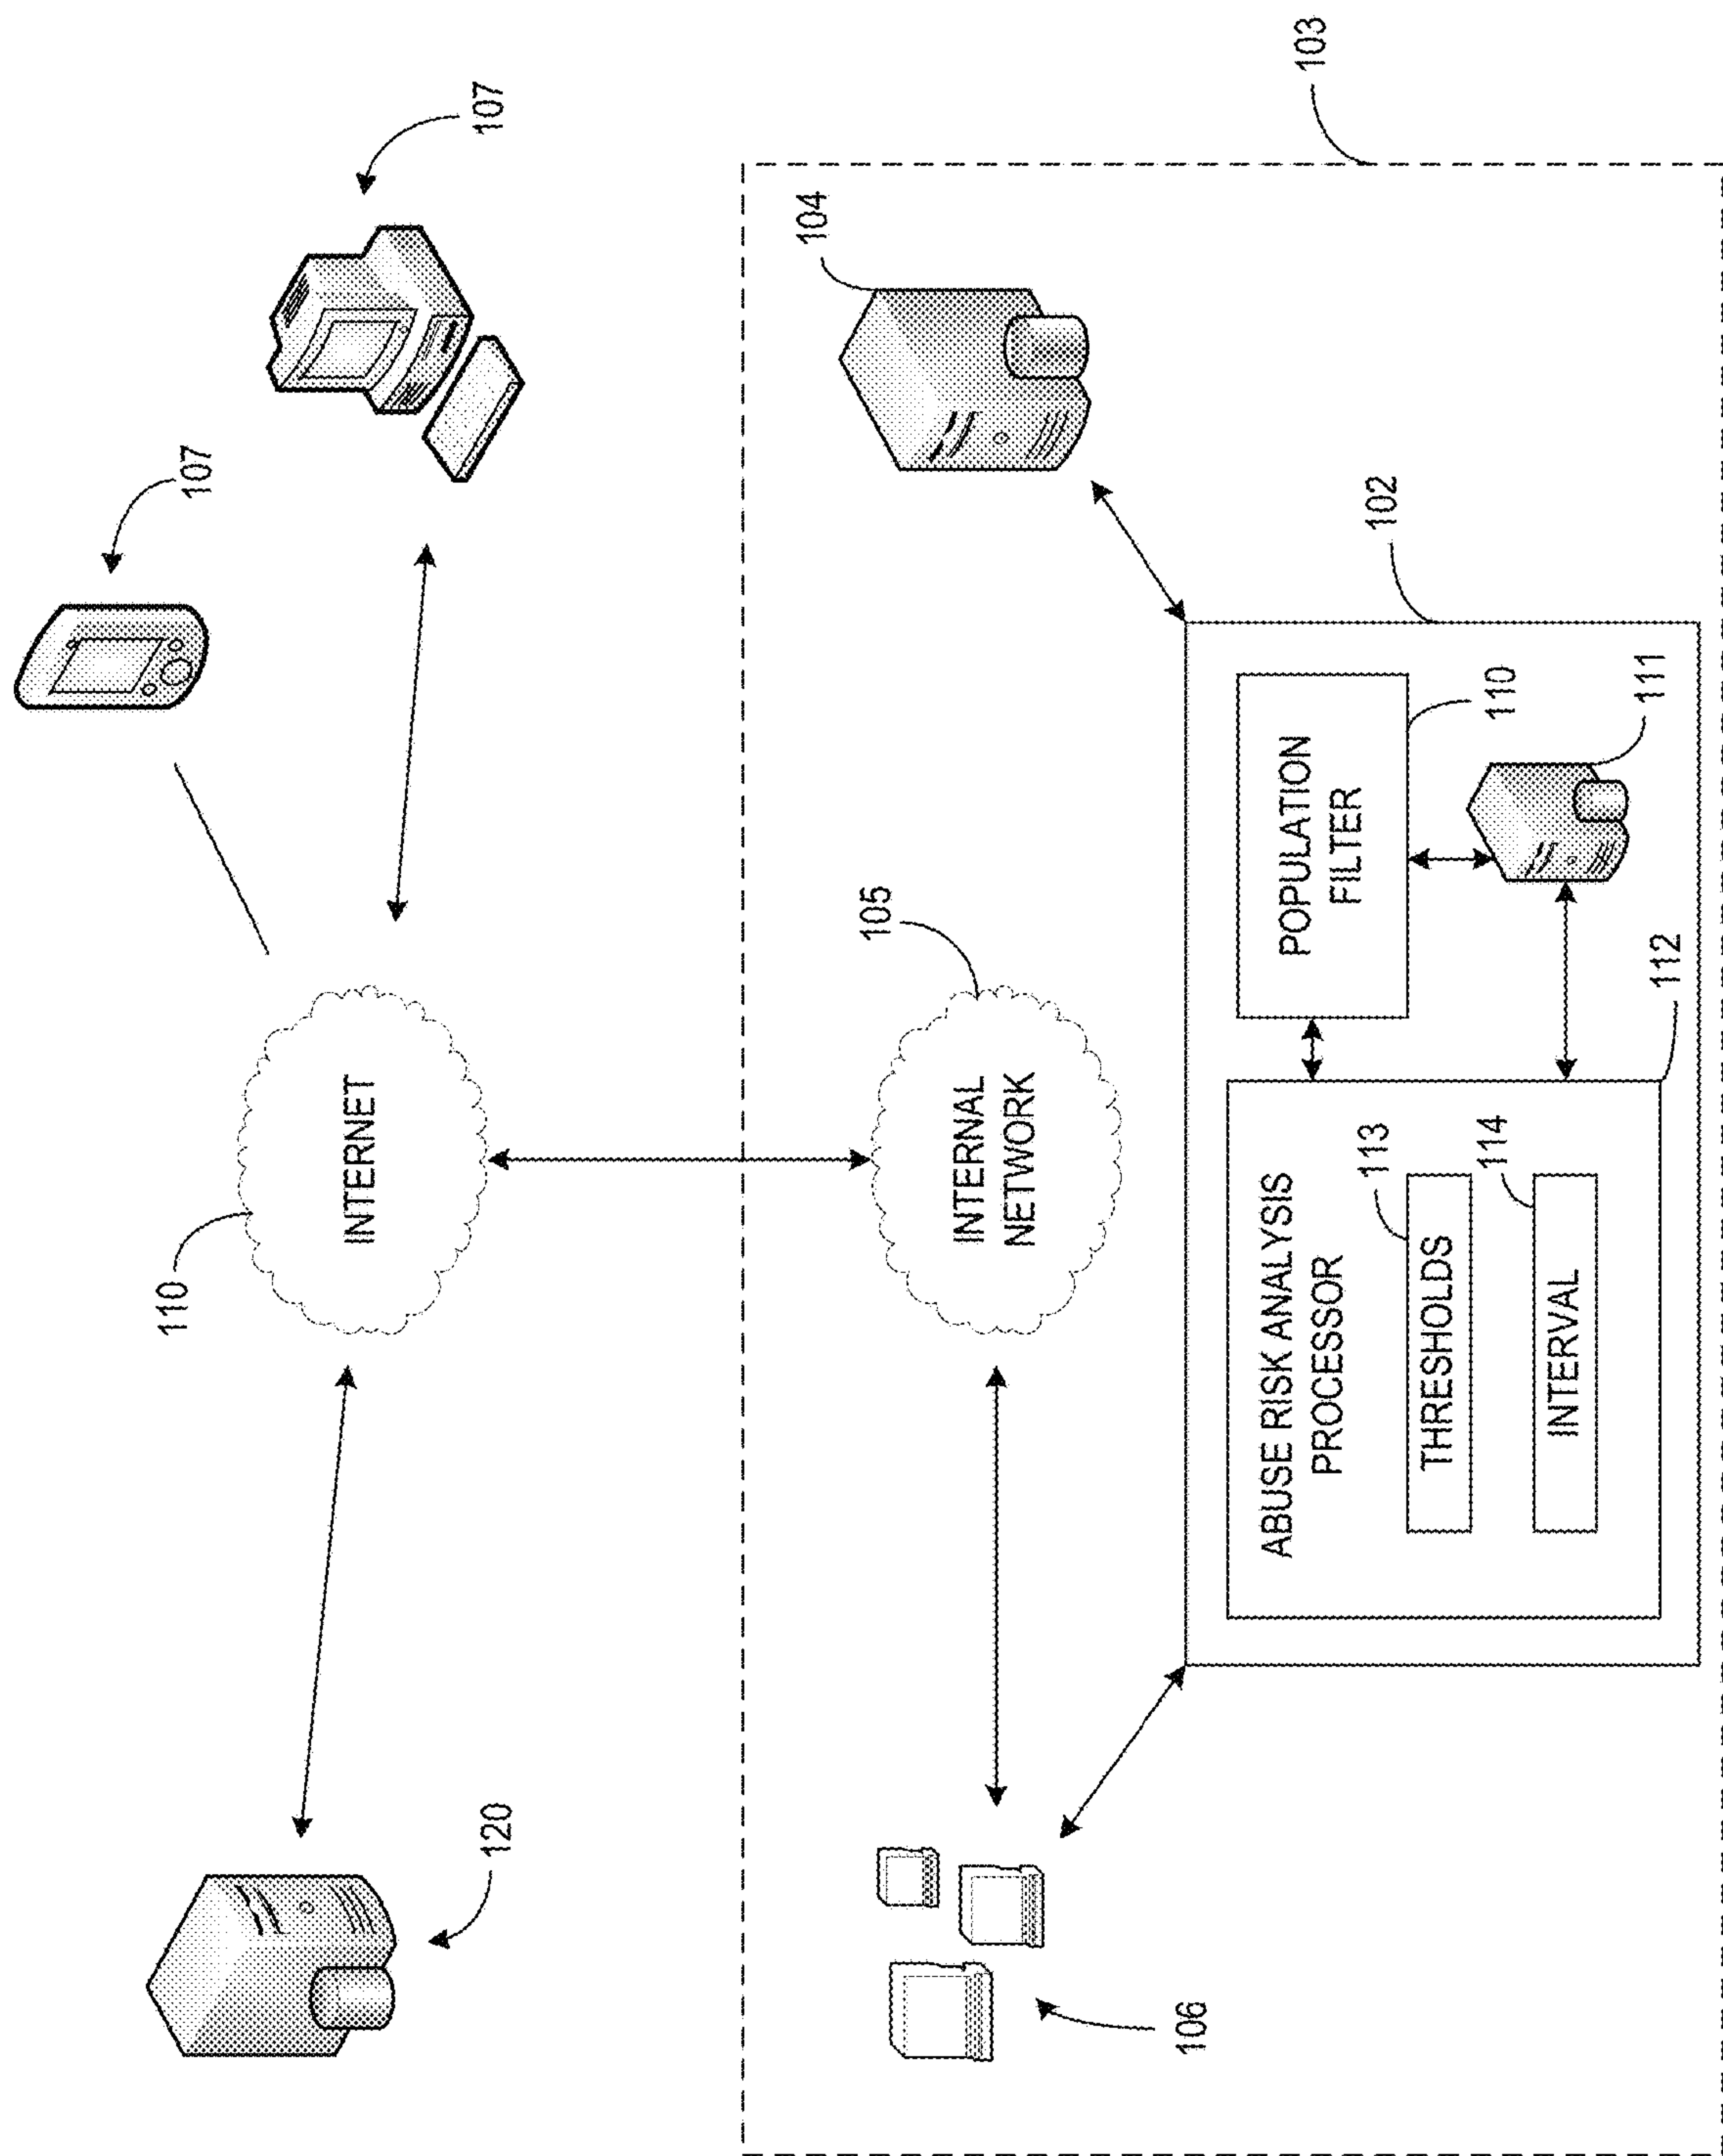 120
110
INTERNET
107
107
103
106
INTERNAL
NETWORK
105
104
102
ABUSE RISK ANALYSIS
PROCESSOR
THRESHOLDS
113
INTERVAL
114
112
POPULATION
FILTER
110
111